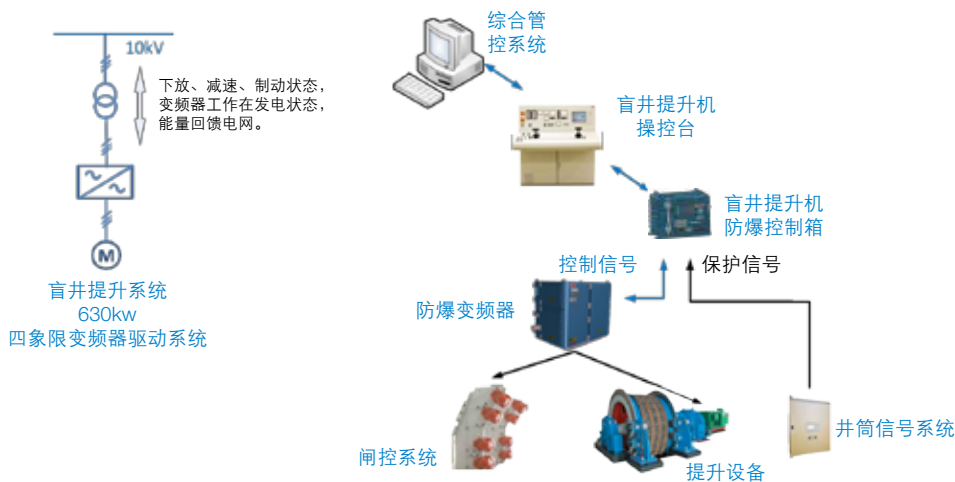 10kV
下放、减速、制动状态，
变频器工作在发电状态，
能量回馈电网。
M
盲井提升系统
630kw
四象限变频器驱动系统
综合管
控系统
盲井提升机
操控台
盲井提升机
防爆控制箱
控制信号
保护信号
防爆变频器
闸控系统
提升设备
井筒信号系统